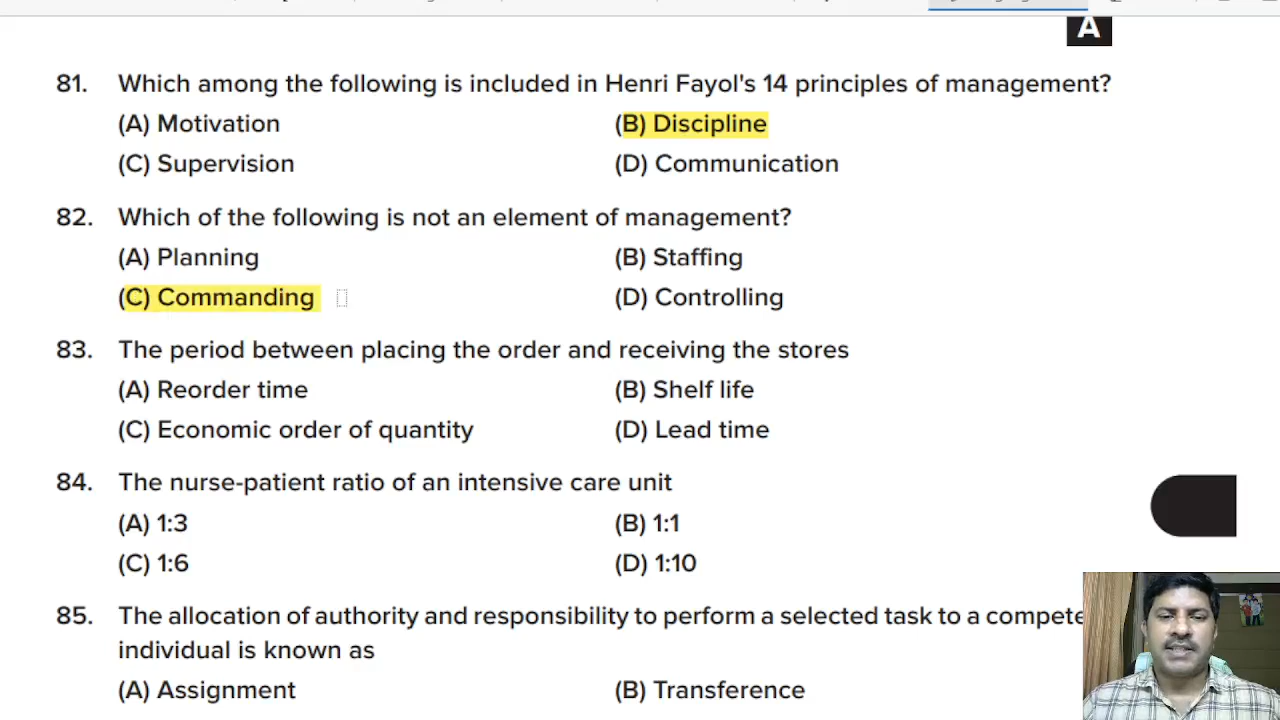 A
81. Which among the following is included in Henri Fayol's 14 principles of management?
(A) Motivation (B) Discipline
(C) Supervision (D) Communication
82. Which of the following is not an element of management?
(A) Planning (B) Staffing
(C) Commanding (D) Controlling
83. The period between placing the order and receiving the stores
(A) Reorder time (B) Shelf life
(C) Economic order of quantity (D) Lead time
84. The nurse-patient ratio of an intensive care unit
(A) 1:3 (B) 1:1
(C) 1:6 (D) 1:10
85. The allocation of authority and responsibility to perform a selected task to a
individual is known as
(A) Assignment (B) Transference